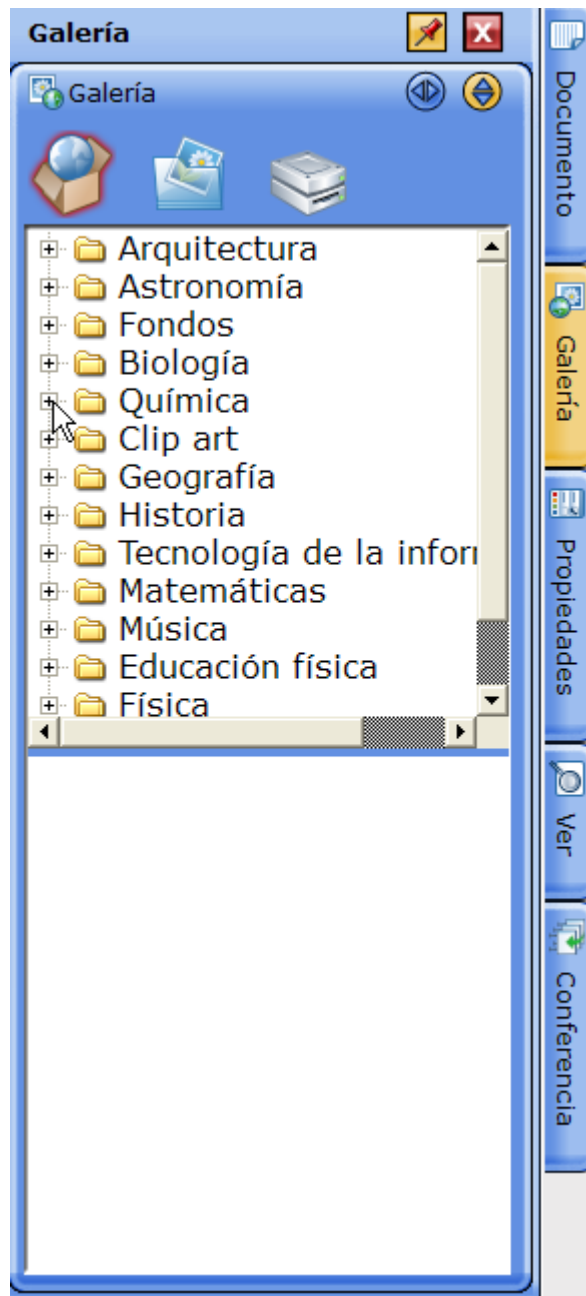 Galería
Galería
Arquitectura
Astronomía
Fondos
Biología
Química
Clip art
Geografía
Historia
Tecnología de la infor
Matemáticas
Música
Educación física
Física
Documento
Galería
Propiedades
Ver
Conferencia